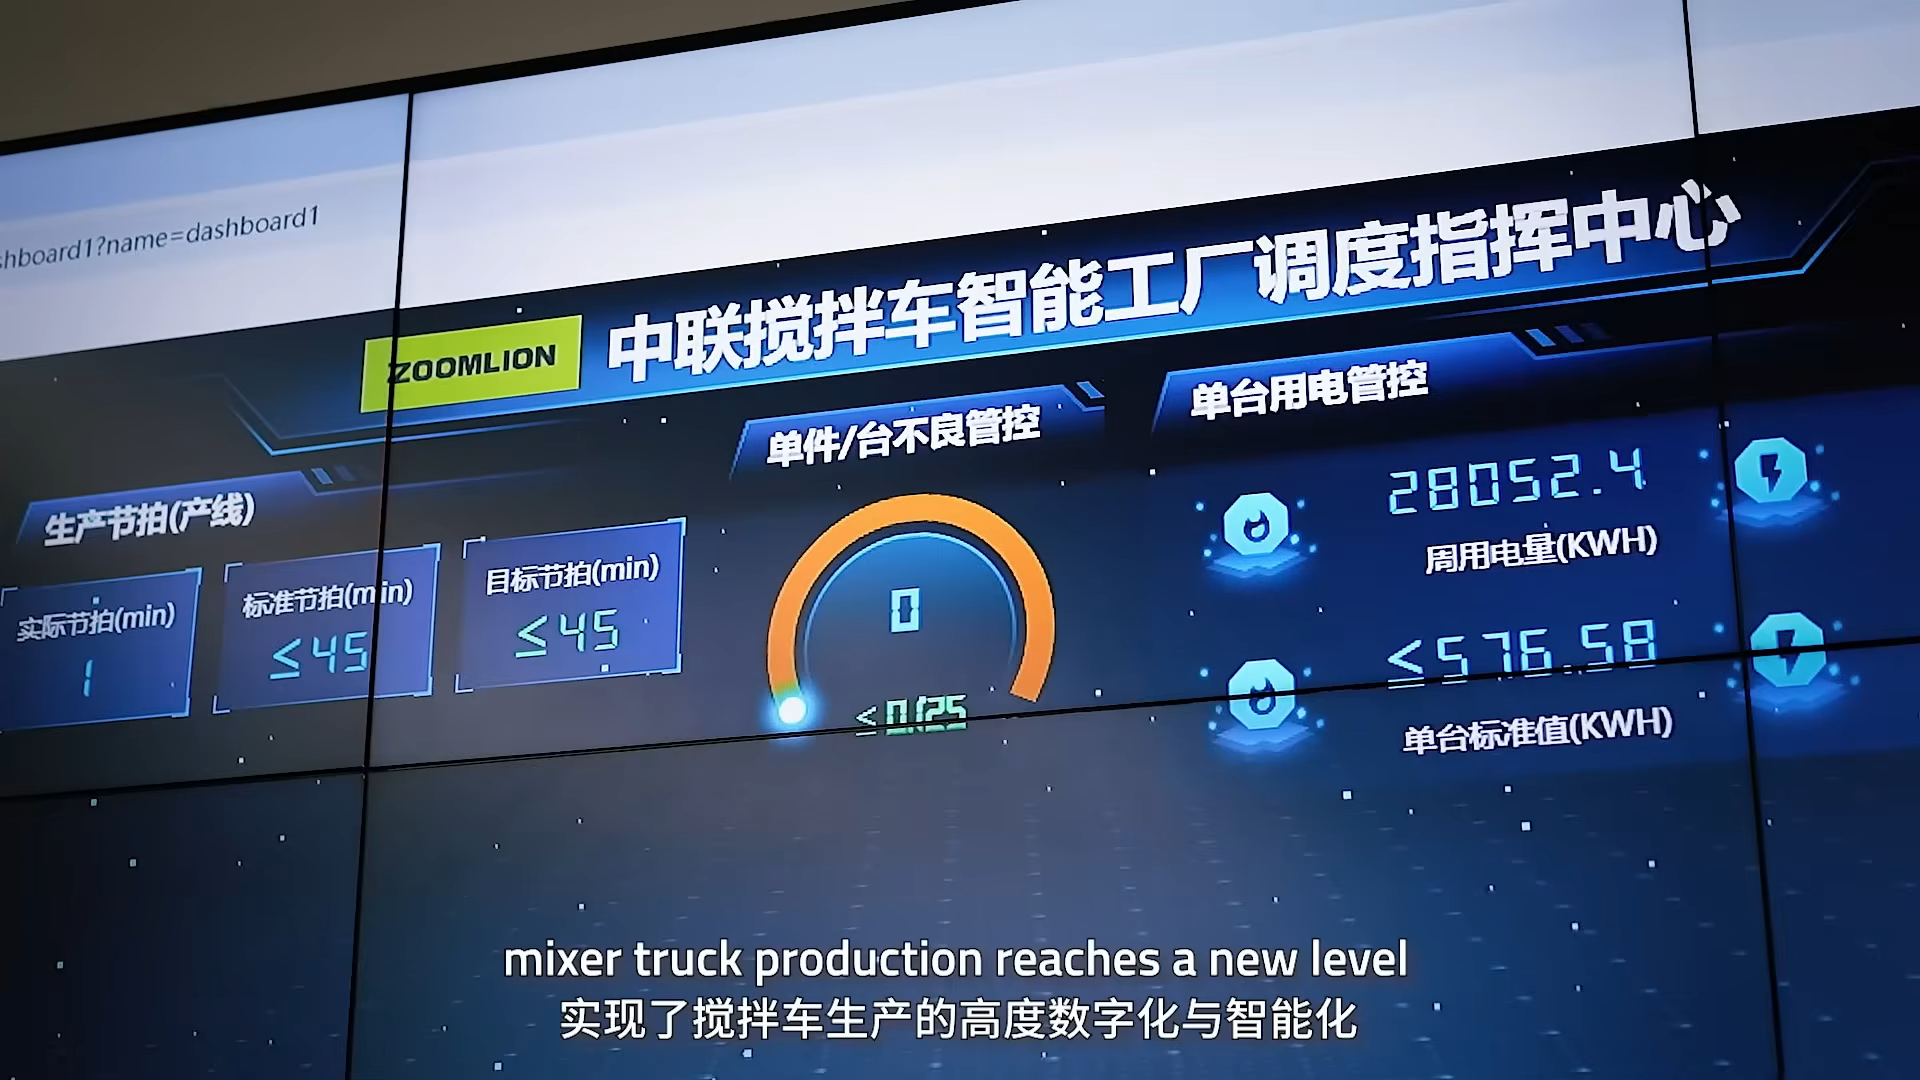 hboard1?name=dashboard1
ZOOMLION
中联搅拌车智能工厂调度指挥中心
生产节拍(产线)
单件/台不良管控
单台用电管控
实际节拍(min)
1
标准节拍(min)
≤45
目标节拍(min)
≤45
0
28052.4
周用电量(KWH)
≤576.58
单台标准值(KWH)
mixer truck production reaches a new level
实现了搅拌车生产的高度数字化与智能化